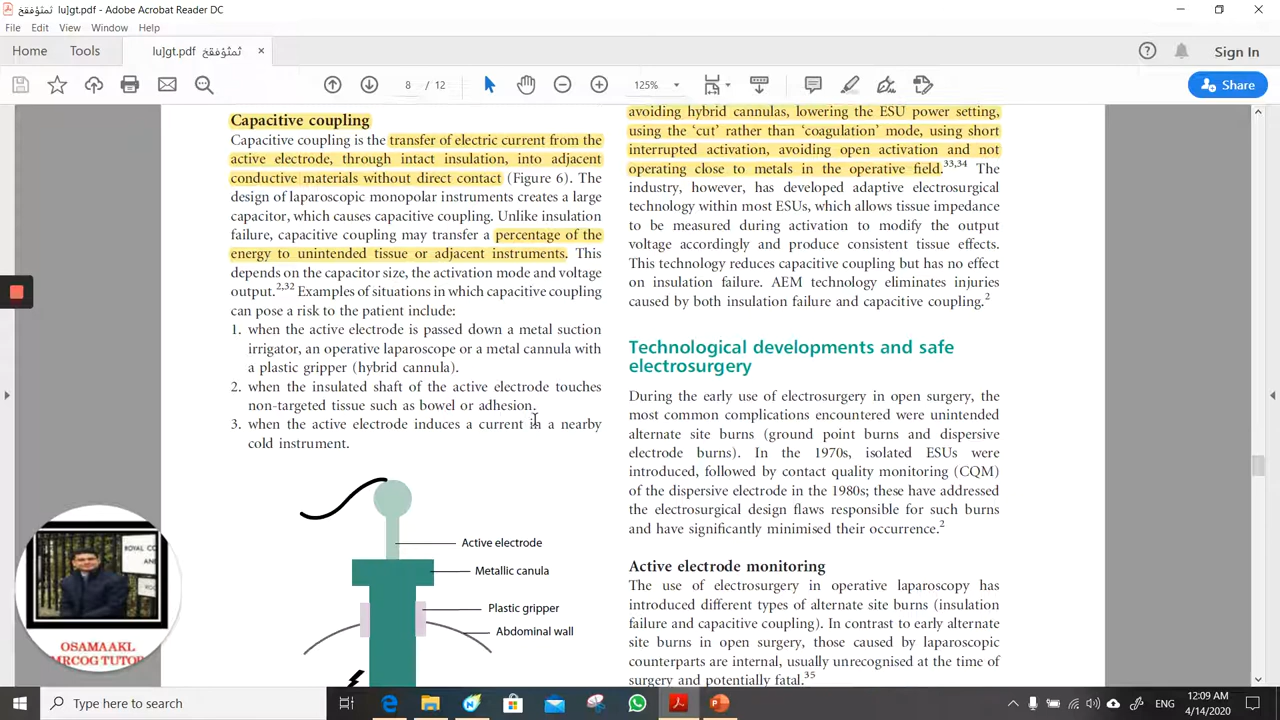 ثمثؤفقخ lu]gt.pdf - Adobe Acrobat Reader DC
File Edit View Window Help
Home Tools
lu]gt.pdf ثمثؤفقخ ×
Sign In
8 / 12
125%
Share
Capacitive coupling
Capacitive coupling is the transfer of electric current from the
active electrode, through intact insulation, into adjacent
conductive materials without direct contact (Figure 6). The
design of laparoscopic monopolar instruments creates a large
capacitor, which causes capacitive coupling. Unlike insulation
failure, capacitive coupling may transfer a percentage of the
energy to unintended tissue or adjacent instruments. This
depends on the capacitor size, the activation mode and voltage
output.2,32 Examples of situations in which capacitive coupling
can pose a risk to the patient include:
1. when the active electrode is passed down a metal suction
irrigator, an operative laparoscope or a metal cannula with
a plastic gripper (hybrid cannula).
2. when the insulated shaft of the active electrode touches
non-targeted tissue such as bowel or adhesion.
3. when the active electrode induces a current in a nearby
cold instrument.
Active electrode
Metallic canula
Plastic gripper
Abdominal wall
avoiding hybrid cannulas, lowering the ESU power setting,
using the ‘cut’ rather than ‘coagulation’ mode, using short
interrupted activation, avoiding open activation and not
operating close to metals in the operative field.33,34 The
industry, however, has developed adaptive electrosurgical
technology within most ESUs, which allows tissue impedance
to be measured during activation to modify the output
voltage accordingly and produce consistent tissue effects.
This technology reduces capacitive coupling but has no effect
on insulation failure. AEM technology eliminates injuries
caused by both insulation failure and capacitive coupling.2
Technological developments and safe
electrosurgery
During the early use of electrosurgery in open surgery, the
most common complications encountered were unintended
alternate site burns (ground point burns and dispersive
electrode burns). In the 1970s, isolated ESUs were
introduced, followed by contact quality monitoring (CQM)
of the dispersive electrode in the 1980s; these have addressed
the electrosurgical design flaws responsible for such burns
and have significantly minimised their occurrence.2
Active electrode monitoring
The use of electrosurgery in operative laparoscopy has
introduced different types of alternate site burns (insulation
failure and capacitive coupling). In contrast to early alternate
site burns in open surgery, those caused by laparoscopic
counterparts are internal, usually unrecognised at the time of
surgery and potentially fatal.35
ROYAL CO
AN
OSAMA AKL
MRCOG TUTOR
Type here to search
ENG
12:09 AM
4/14/2020